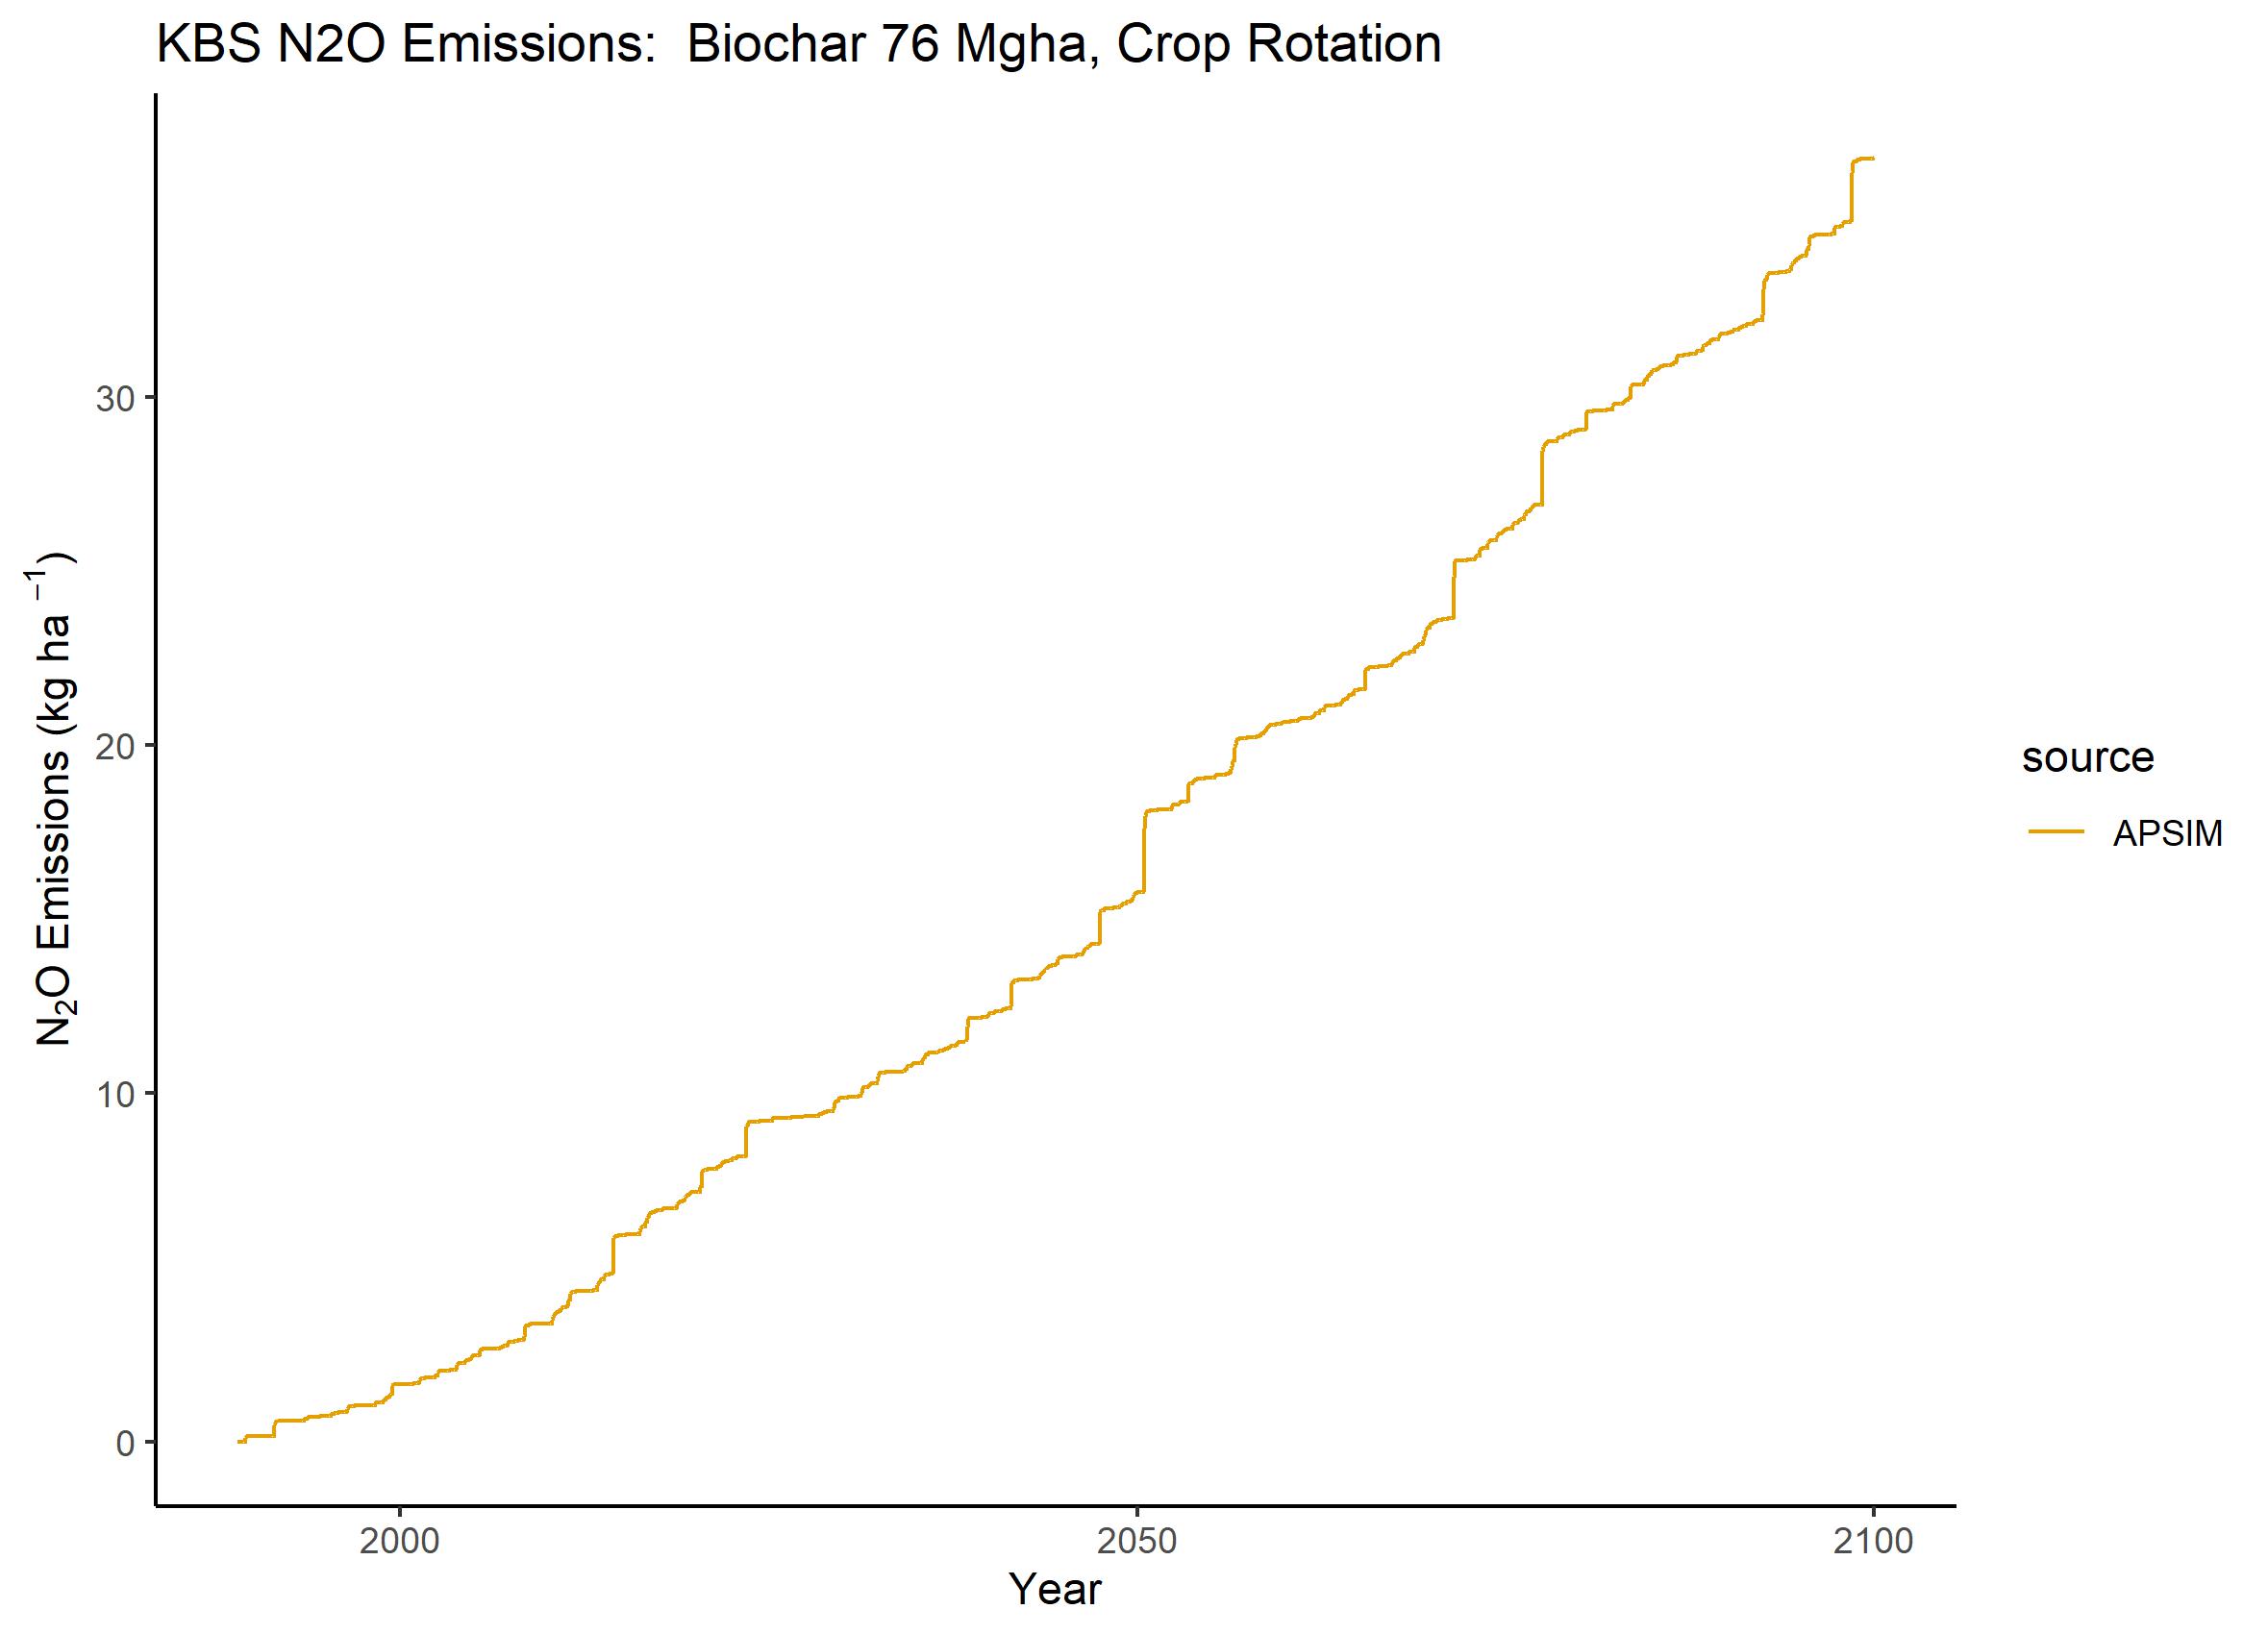 KBS N2O Emissions:  Biochar 76 Mgha, Crop Rotation
N₂O Emissions (kg ha ⁻¹)
30
20
10
0
2000
2050
2100
Year
source
APSIM